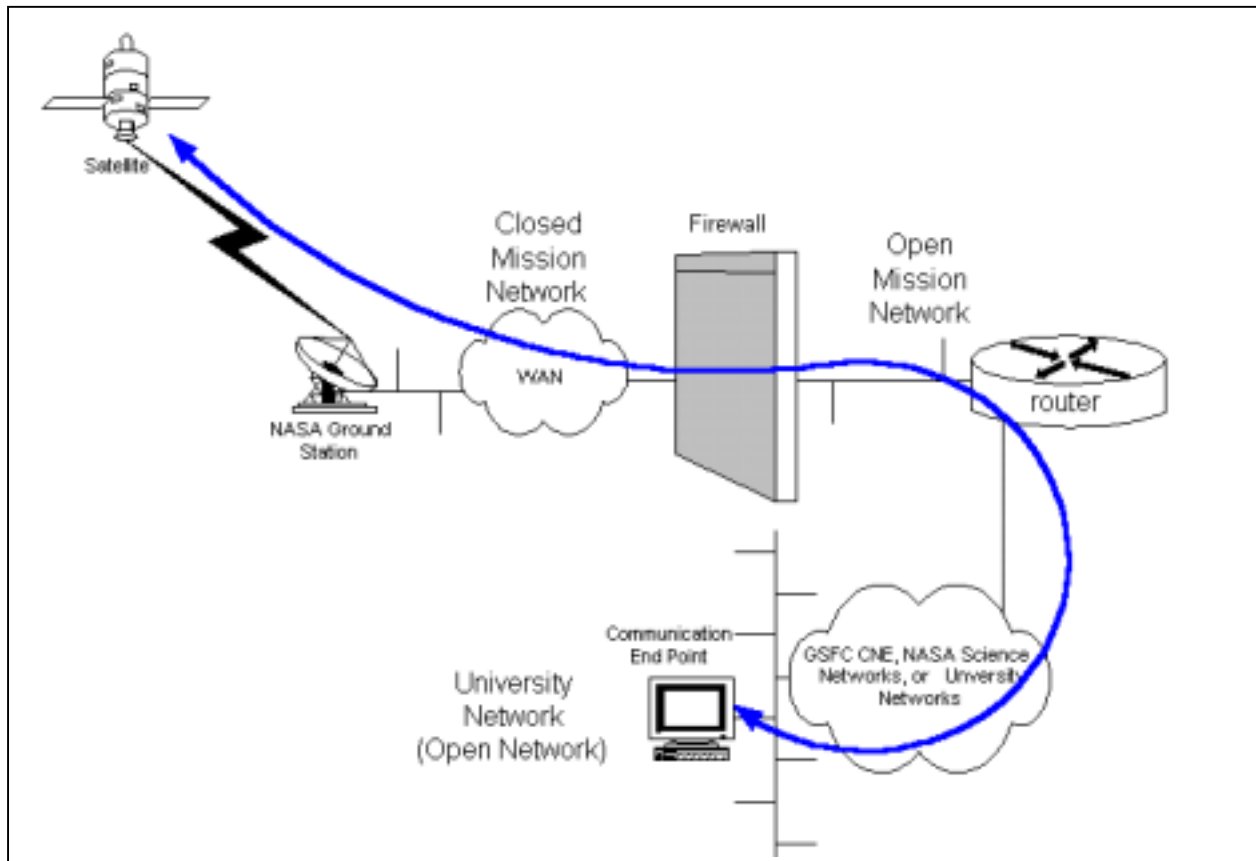 Satellite
Closed
Mission
Network
Firewall
Open
Mission
Network
WAN
NASA Ground
Station
router
Communication
End Point
GSFC CNE, NASA Science
Networks, or Unversity
Networks
University
Network
(Open Network)